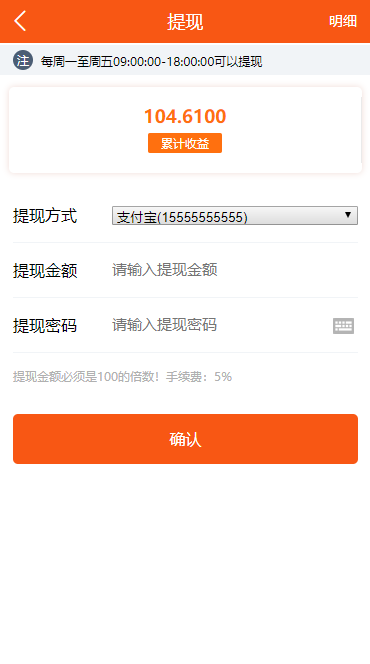 提现
明细
注 每周一至周五09:00:00-18:00:00可以提现
104.6100
累计收益
提现方式 支付宝(15555555555)
提现金额 请输入提现金额
提现密码 请输入提现密码
提现金额必须是100的倍数！手续费：5%
确认